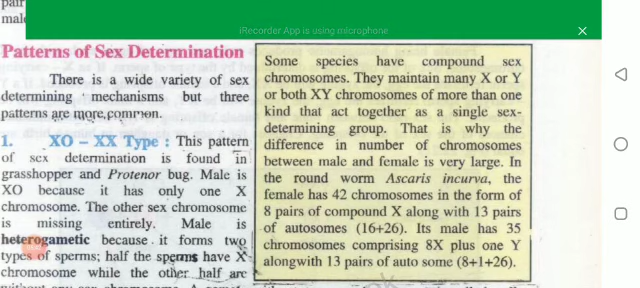 pair
male
iRecorder App is using microphone
Patterns of Sex Determination
There is a wide variety of sex
determining mechanisms but three
patterns are more common.
1. XO – XX Type : This pattern
of sex determination is found in
grasshopper and Protenor bug. Male is
XO because it has only one X
chromosome. The other sex chromosome
is missing entirely. Male is
heterogametic because it forms two
types of sperms; half the sperms have X
chromosome while the other half are
without any sex chromosome. A
Some species have compound sex
chromosomes. They maintain many X or Y
or both XY chromosomes of more than one
kind that act together as a single sex-
determining group. That is why the
difference in number of chromosomes
between male and female is very large. In
the round worm Ascaris incurva, the
female has 42 chromosomes in the form of
8 pairs of compound X along with 13 pairs
of autosomes (16+26). Its male has 35
chromosomes comprising 8X plus one Y
alongwith 13 pairs of auto some (8+1+26).